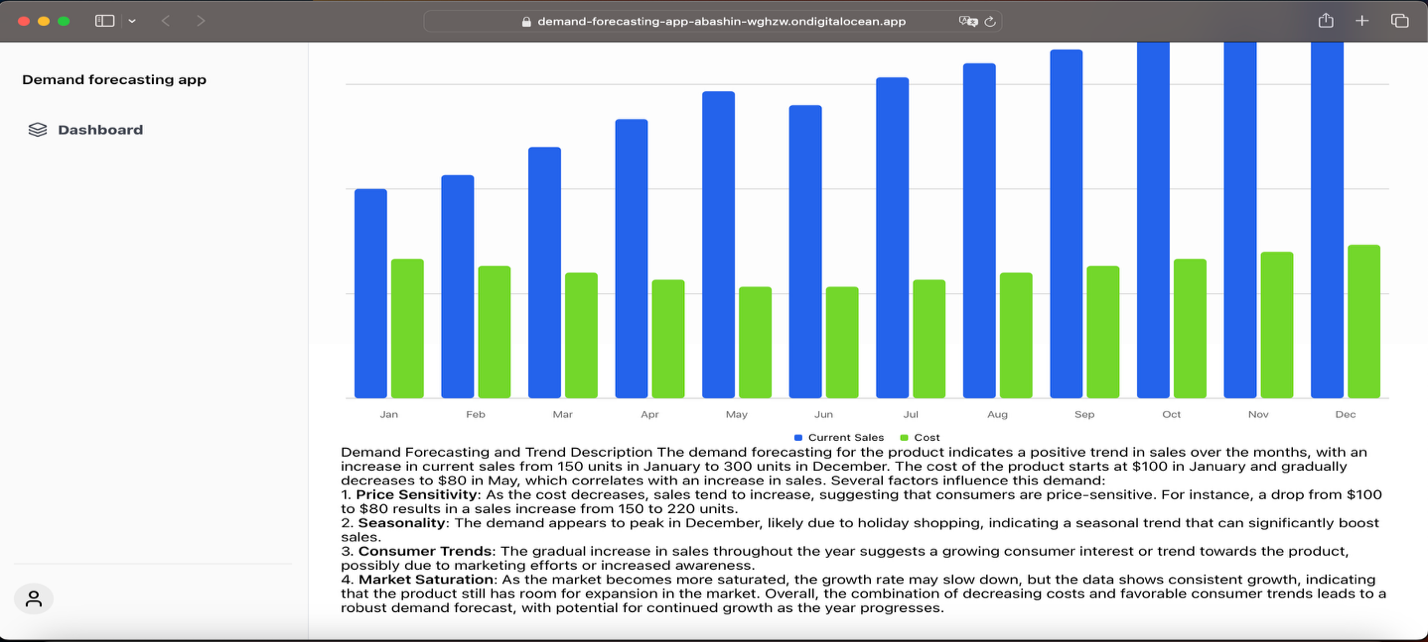 demand-forecasting-app-abashin-wghzw.ondigitalocean.app
Demand forecasting app
Dashboard
Jan Feb Mar Apr May Jun Jul Aug Sep Oct Nov Dec
Current Sales Cost
Demand Forecasting and Trend Description The demand forecasting for the product indicates a positive trend in sales over the months, with an
increase in current sales from 150 units in January to 300 units in December. The cost of the product starts at $100 in January and gradually
decreases to $80 in May, which correlates with an increase in sales. Several factors influence this demand:
1. Price Sensitivity: As the cost decreases, sales tend to increase, suggesting that consumers are price-sensitive. For instance, a drop from $100
to $80 results in a sales increase from 150 to 220 units.
2. Seasonality: The demand appears to peak in December, likely due to holiday shopping, indicating a seasonal trend that can significantly boost
sales.
3. Consumer Trends: The gradual increase in sales throughout the year suggests a growing consumer interest or trend towards the product,
possibly due to marketing efforts or increased awareness.
4. Market Saturation: As the market becomes more saturated, the growth rate may slow down, but the data shows consistent growth, indicating
that the product still has room for expansion in the market. Overall, the combination of decreasing costs and favorable consumer trends leads to a
robust demand forecast, with potential for continued growth as the year progresses.